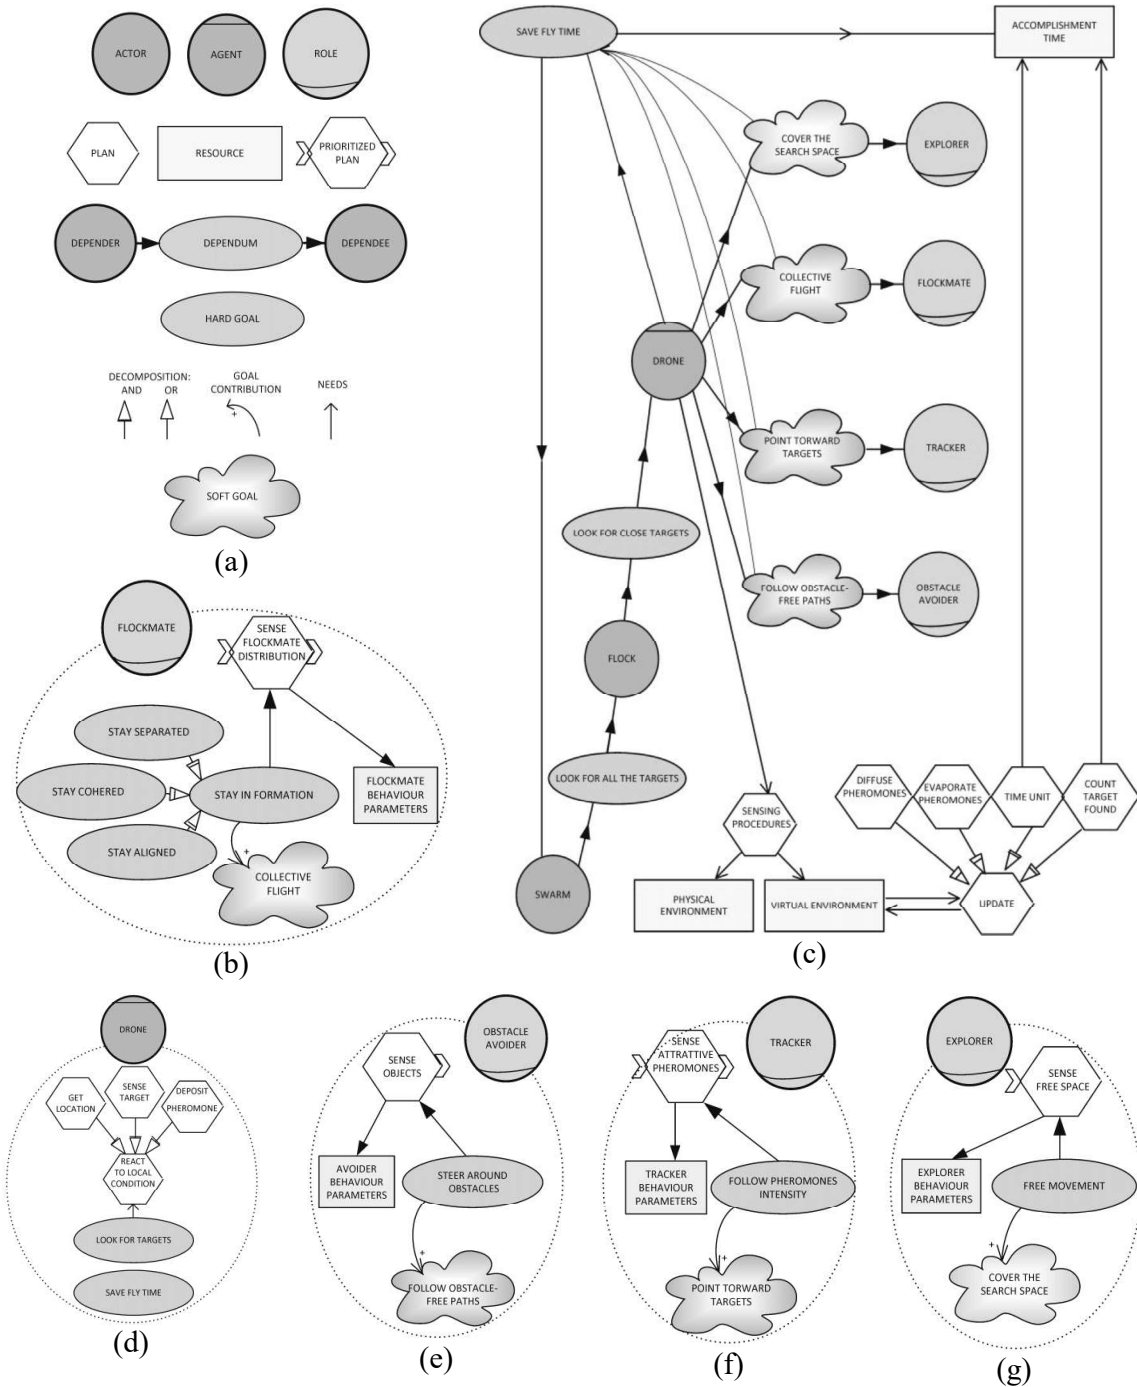 ACTOR
AGENT
ROLE
PLAN
RESOURCE
PRIORITIZED
PLAN
DEPENDER
DEPENDUM
DEPENDEE
HARD GOAL
DECOMPOSITION:
AND OR
GOAL
CONTRIBUTION
NEEDS
+
SOFT GOAL
(a)
FLOCKMATE
SENSE
FLOCKMATE
DISTRIBUTION
STAY SEPARATED
STAY COHERED
STAY IN FORMATION
FLOCKMATE
BEHAVIOUR
PARAMETERS
STAY ALIGNED
+
COLLECTIVE
FLIGHT
(b)
SAVE FLY TIME
ACCOMPLISHMENT
TIME
COVER THE
SEARCH SPACE
EXPLORER
COLLECTIVE
FLIGHT
FLOCKMATE
DRONE
POINT TORWARD
TARGETS
TRACKER
LOOK FOR CLOSE TARGETS
FOLLOW OBSTACLE-
FREE PATHS
OBSTACLE
AVOIDER
FLOCK
LOOK FOR ALL THE TARGETS
DIFFUSE
PHEROMONES
EVAPORATE
PHEROMONES
TIME UNIT
COUNT
TARGET
FOUND
SENSING
PROCEDURES
SWARM
PHYSICAL
ENVIRONMENT
VIRTUAL ENVIRONMENT
UPDATE
(c)
DRONE
GET
LOCATION
SENSE
TARGET
DEPOSIT
PHEROMONE
REACT
TO LOCAL
CONDITION
LOOK FOR TARGETS
SAVE FLY TIME
(d)
OBSTACLE
AVOIDER
SENSE
OBJECTS
AVOIDER
BEHAVIOUR
PARAMETERS
STEER AROUND
OBSTACLES
+
FOLLOW OBSTACLE-
FREE PATHS
(e)
TRACKER
SENSE
ATTRATTIVE
PHEROMONES
TRACKER
BEHAVIOUR
PARAMETERS
FOLLOW PHEROMONES
INTENSITY
+
POINT TORWARD
TARGETS
(f)
EXPLORER
SENSE
FREE SPACE
EXPLORER
BEHAVIOUR
PARAMETERS
FREE MOVEMENT
+
COVER THE
SEARCH SPACE
(g)